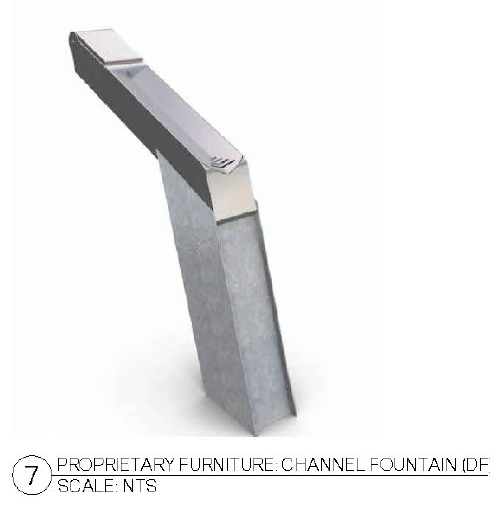 7 PROPRIETARY FURNITURE: CHANNEL FOUNTAIN (DF)
SCALE: NTS